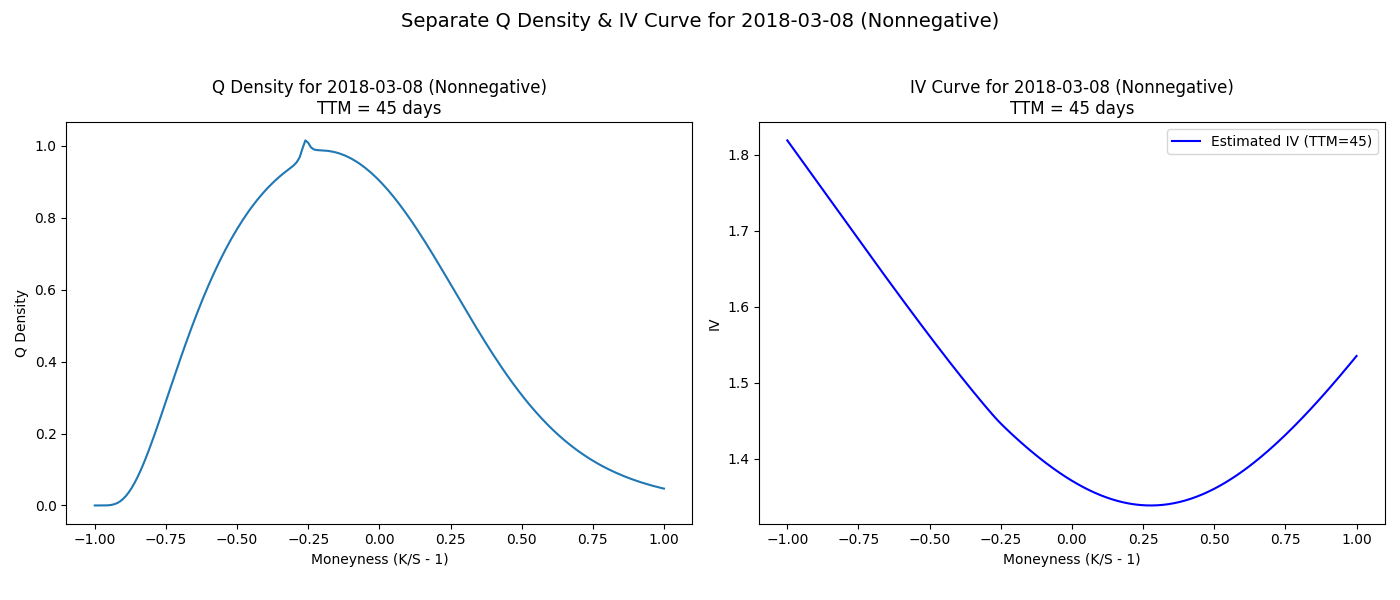 Separate Q Density & IV Curve for 2018-03-08 (Nonnegative)
Q Density for 2018-03-08 (Nonnegative)
TTM = 45 days
Q Density
1.0
0.8
0.6
0.4
0.2
0.0
−1.00 −0.75 −0.50 −0.25 0.00 0.25 0.50 0.75 1.00
Moneyness (K/S - 1)
IV Curve for 2018-03-08 (Nonnegative)
TTM = 45 days
Estimated IV (TTM=45)
IV
1.8
1.7
1.6
1.5
1.4
−1.00 −0.75 −0.50 −0.25 0.00 0.25 0.50 0.75 1.00
Moneyness (K/S - 1)